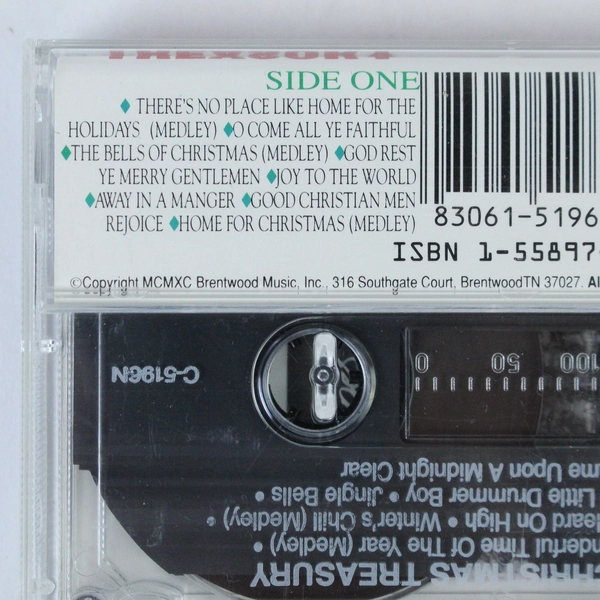 TREASURY
SIDE ONE
♦ THERE'S NO PLACE LIKE HOME FOR THE
HOLIDAYS (MEDLEY) ♦O COME ALL YE FAITHFUL
♦THE BELLS OF CHRISTMAS (MEDLEY) ♦GOD REST
YE MERRY GENTLEMEN ♦JOY TO THE WORLD
♦AWAY IN A MANGER ♦GOOD CHRISTIAN MEN
REJOICE ♦HOME FOR CHRISTMAS (MEDLEY)
83061-5196
ISBN 1-55897-
©Copyright MCMXC Brentwood Music, Inc., 316 Southgate Court, BrentwoodTN 37027. Al
C-5196N
0 50 100
CHRISTMAS TREASURY
nderful Time Of The Year (Medley) •
Heard On High • Winter's Chill (Medley) •
Little Drummer Boy • Jingle Bells •
me Upon A Midnight Clear